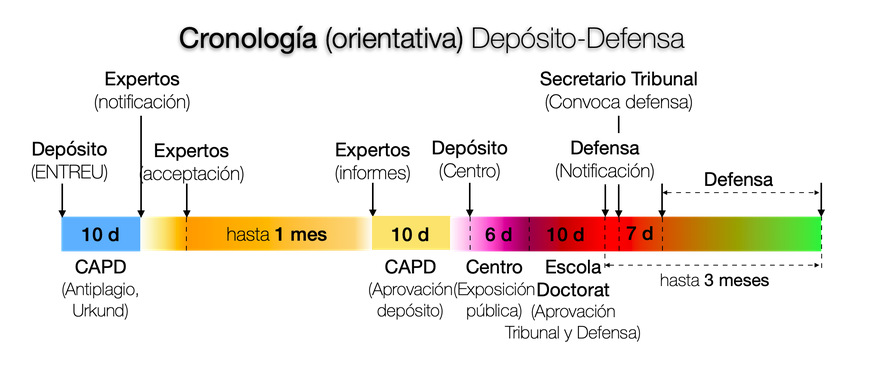 Cronología (orientativa) Depósito-Defensa
Expertos
(notificación)
Secretario Tribunal
(Convoca defensa)
Depósito
(ENTREU)
Expertos
(acceptación)
Expertos
(informes)
Depósito
(Centro)
Defensa
(Notificación)
Defensa
10 d
hasta 1 mes
10 d
6 d
10 d
7 d
CAPD
(Antiplagio,
Urkund)
CAPD
(Aprovación
depósito)
Centro
(Exposición
pública)
Escola
Doctorat
(Aprovación
Tribunal y Defensa)
hasta 3 meses